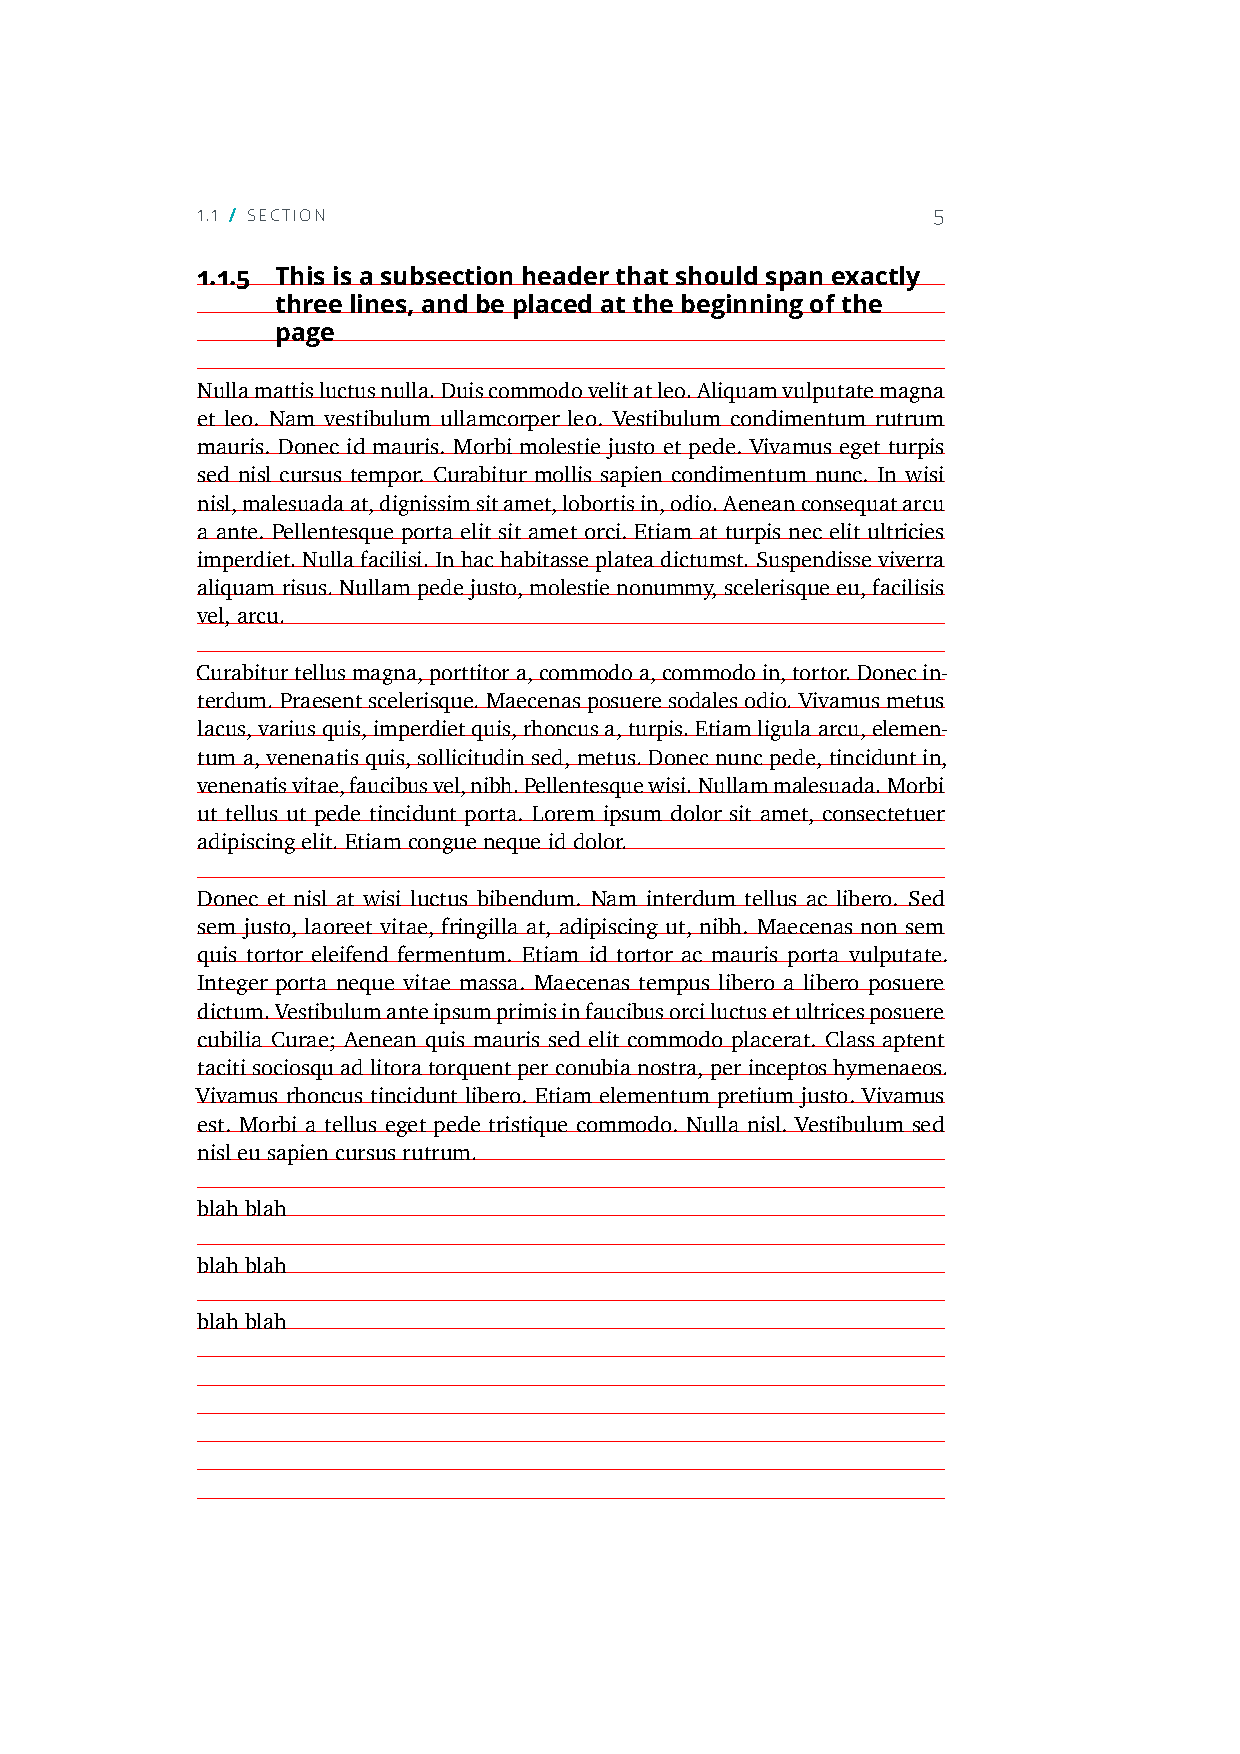 1.1 / SECTION 5
1.1.5 This is a subsection header that should span exactly
three lines, and be placed at the beginning of the
page
Nulla mattis luctus nulla. Duis commodo velit at leo. Aliquam vulputate magna
et leo. Nam vestibulum ullamcorper leo. Vestibulum condimentum rutrum
mauris. Donec id mauris. Morbi molestie justo et pede. Vivamus eget turpis
sed nisl cursus tempor. Curabitur mollis sapien condimentum nunc. In wisi
nisl, malesuada at, dignissim sit amet, lobortis in, odio. Aenean consequat arcu
a ante. Pellentesque porta elit sit amet orci. Etiam at turpis nec elit ultricies
imperdiet. Nulla facilisi. In hac habitasse platea dictumst. Suspendisse viverra
aliquam risus. Nullam pede justo, molestie nonummy, scelerisque eu, facilisis
vel, arcu.
Curabitur tellus magna, porttitor a, commodo a, commodo in, tortor. Donec in-
terdum. Praesent scelerisque. Maecenas posuere sodales odio. Vivamus metus
lacus, varius quis, imperdiet quis, rhoncus a, turpis. Etiam ligula arcu, elemen-
tum a, venenatis quis, sollicitudin sed, metus. Donec nunc pede, tincidunt in,
venenatis vitae, faucibus vel, nibh. Pellentesque wisi. Nullam malesuada. Morbi
ut tellus ut pede tincidunt porta. Lorem ipsum dolor sit amet, consectetuer
adipiscing elit. Etiam congue neque id dolor.
Donec et nisl at wisi luctus bibendum. Nam interdum tellus ac libero. Sed
sem justo, laoreet vitae, fringilla at, adipiscing ut, nibh. Maecenas non sem
quis tortor eleifend fermentum. Etiam id tortor ac mauris porta vulputate.
Integer porta neque vitae massa. Maecenas tempus libero a libero posuere
dictum. Vestibulum ante ipsum primis in faucibus orci luctus et ultrices posuere
cubilia Curae; Aenean quis mauris sed elit commodo placerat. Class aptent
taciti sociosqu ad litora torquent per conubia nostra, per inceptos hymenaeos.
Vivamus rhoncus tincidunt libero. Etiam elementum pretium justo. Vivamus
est. Morbi a tellus eget pede tristique commodo. Nulla nisl. Vestibulum sed
nisl eu sapien cursus rutrum.
blah blah
blah blah
blah blah